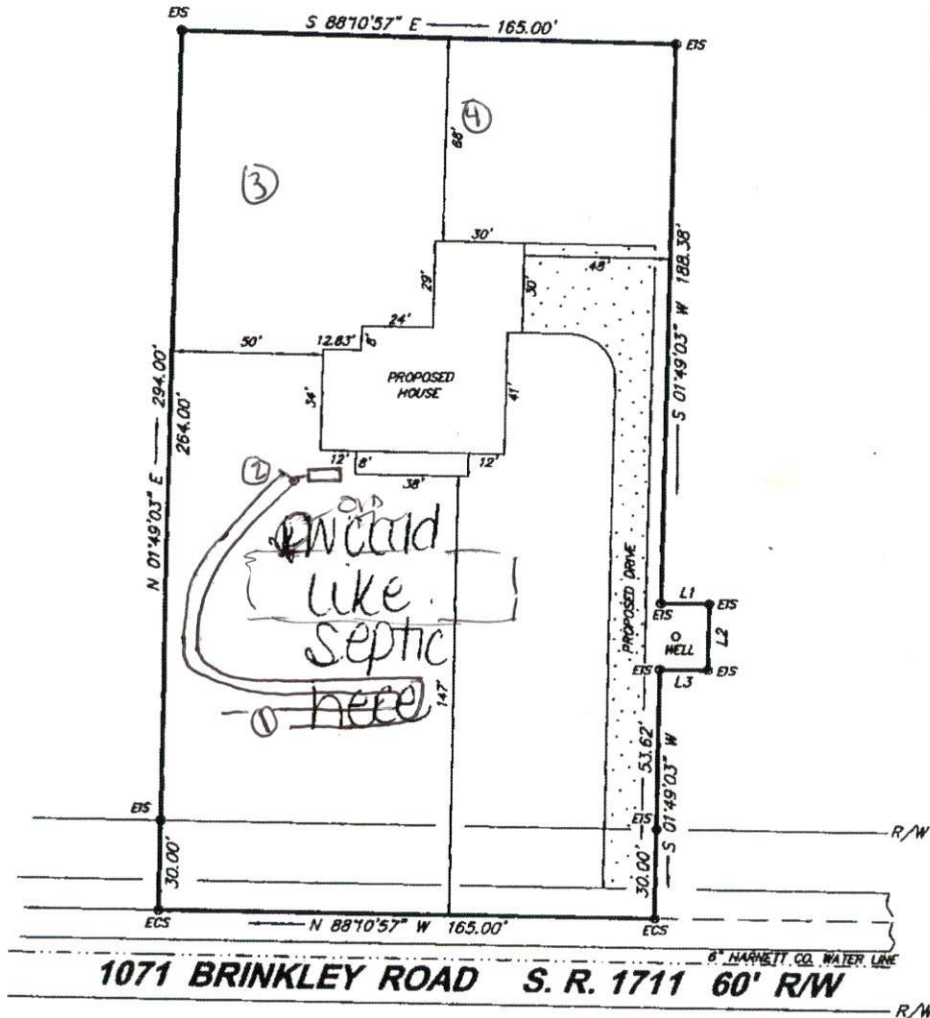 EIS
S 88°10'57" E
165.00'
EIS
④
68'
③
30'
48'
29'
30'
S 01°49'03" W 188.38'
24'
8'
12.83'
50'
PROPOSED
HOUSE
34'
41'
N 01°49'03" E
294.00'
264.00'
12'
8'
12'
38'
②
OLD
would
like
septic
here
①
147'
PROPOSED DRIVE
L1
EIS
EIS
WELL
L2
EIS
L3
EIS
53.62'
S 01°49'03" W
EIS
EIS
R/W
30.00'
30.00'
ECS
N 88°10'57" W 165.00'
ECS
6" HARNETT CO. WATER LINE
1071 BRINKLEY ROAD S. R. 1711 60' R/W
R/W